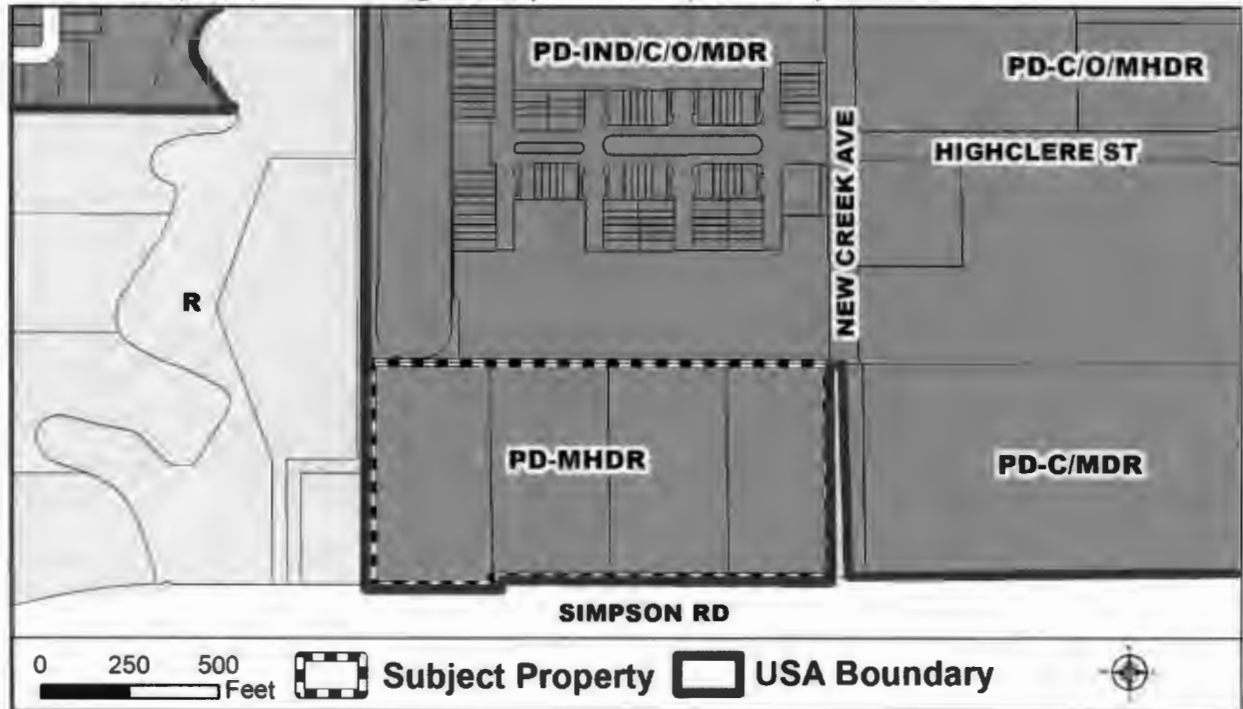 PD-IND/C/O/MDR
PD-C/O/MHDR
HIGHCLERE ST
NEW CREEK AVE
R
PD-MHDR
PD-C/MDR
SIMPSON RD
0 250 500
Feet
Subject Property
USA Boundary